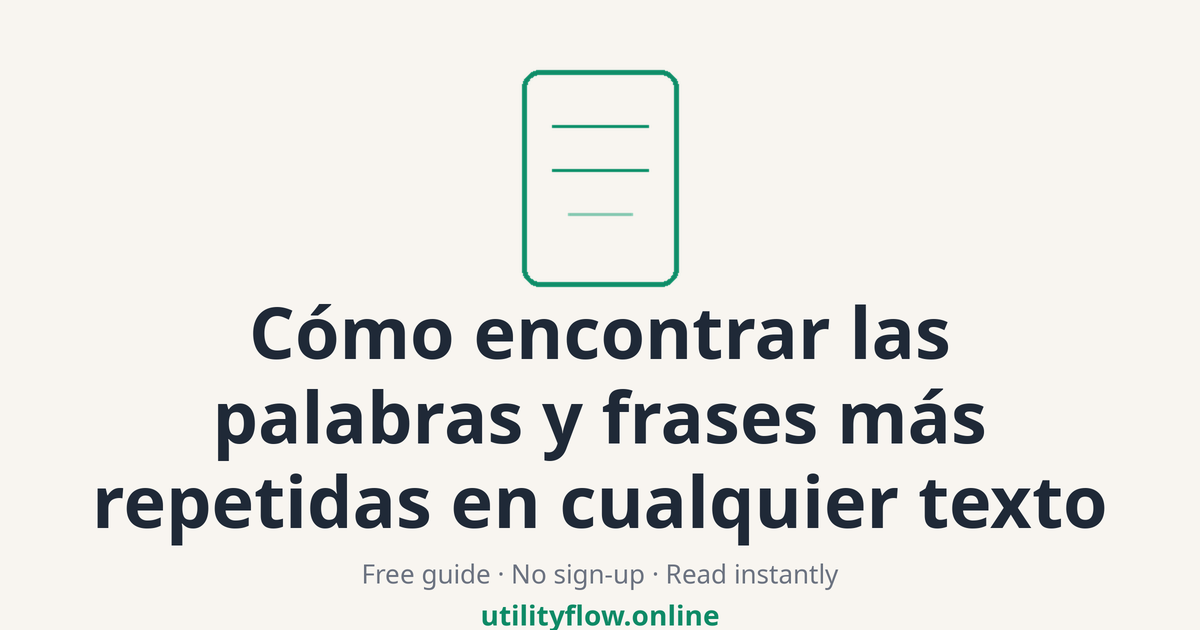 Cómo encontrar las
palabras y frases más
repetidas en cualquier texto
Free guide · No sign-up · Read instantly
utilityflow.online